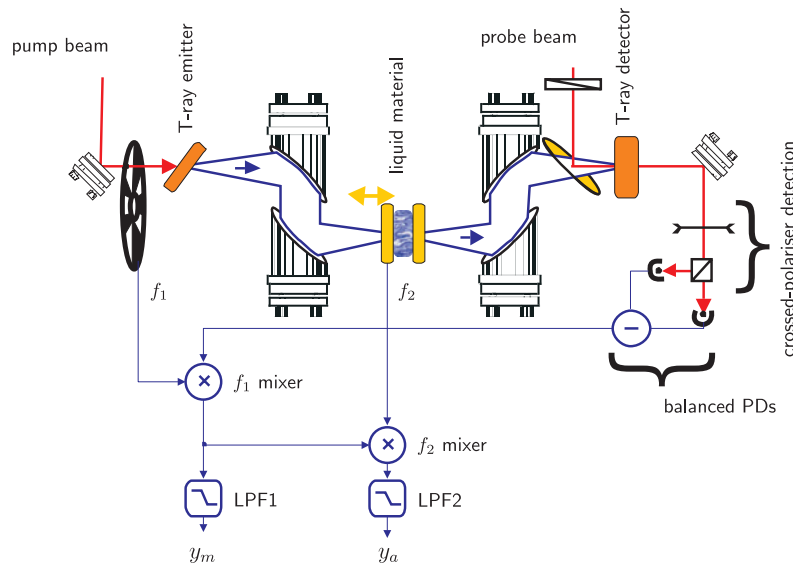 pump beam
T-ray emitter
liquid material
probe beam
T-ray detector
crossed-polariser detection
f₁
f₂
−
×
f₁ mixer
balanced PDs
×
f₂ mixer
LPF1
LPF2
yₘ
yₐ